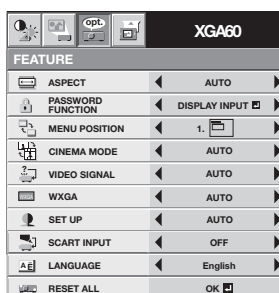 opt.
XGA60
FEATURE
ASPECT AUTO
PASSWORD FUNCTION DISPLAY INPUT
MENU POSITION 1.
CINEMA MODE AUTO
VIDEO SIGNAL AUTO
WXGA AUTO
SET UP AUTO
SCART INPUT OFF
LANGUAGE English
RESET ALL OK